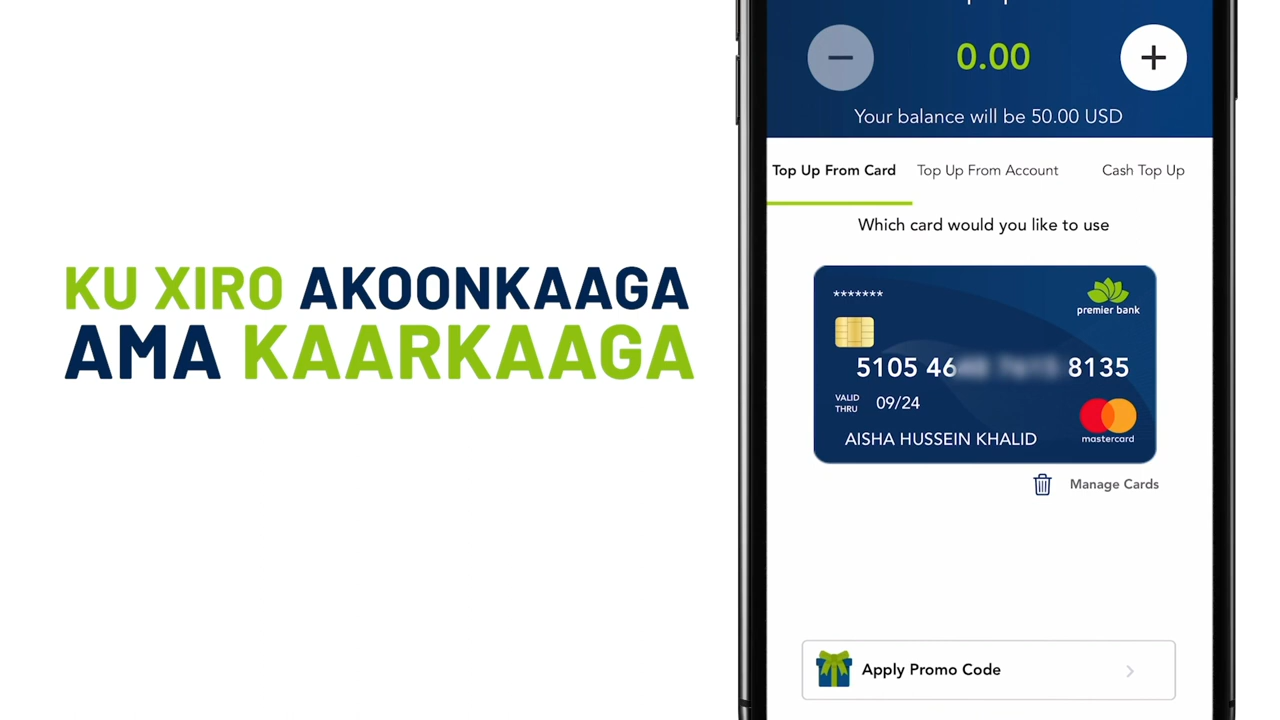 KU XIRO AKOONKAAGA
AMA KAARKAAGA
0.00
Your balance will be 50.00 USD
Top Up From Card
Top Up From Account
Cash Top Up
Which card would you like to use
*******
premier bank
5105 46 8135
VALID
THRU
09/24
AISHA HUSSEIN KHALID
mastercard
Manage Cards
Apply Promo Code